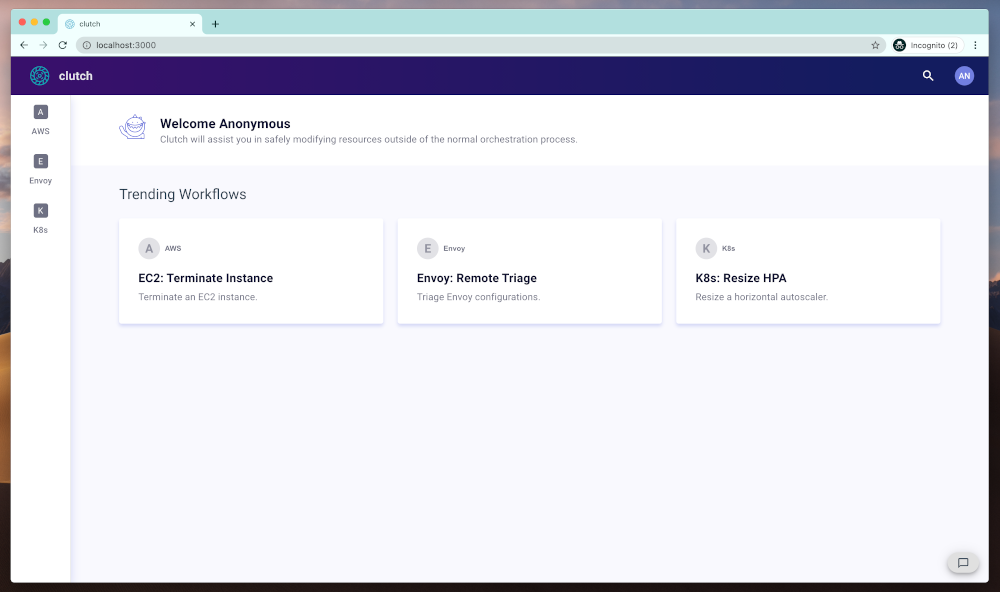 clutch
localhost:3000
Incognito (2)
clutch
AN
A
AWS
E
Envoy
K
K8s
Welcome Anonymous
Clutch will assist you in safely modifying resources outside of the normal orchestration process.
Trending Workflows
A AWS
EC2: Terminate Instance
Terminate an EC2 instance.
E Envoy
Envoy: Remote Triage
Triage Envoy configurations.
K K8s
K8s: Resize HPA
Resize a horizontal autoscaler.